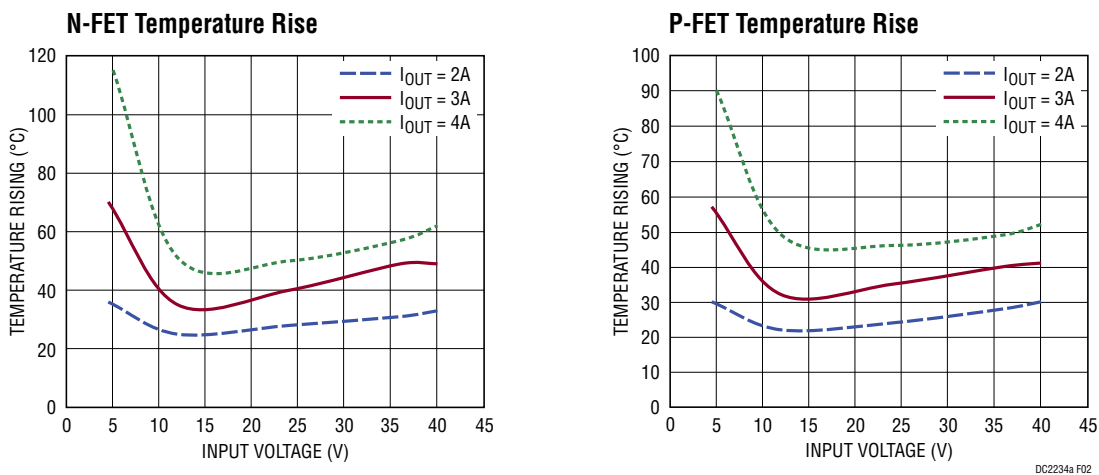 N-FET Temperature Rise
120
100
80
60
40
20
0
TEMPERATURE RISING (°C)
IOUT = 2A
IOUT = 3A
IOUT = 4A
0 5 10 15 20 25 30 35 40 45
INPUT VOLTAGE (V)
P-FET Temperature Rise
100
90
80
70
60
50
40
30
20
10
0
TEMPERATURE RISING (°C)
IOUT = 2A
IOUT = 3A
IOUT = 4A
0 5 10 15 20 25 30 35 40 45
INPUT VOLTAGE (V)
DC2234a F02